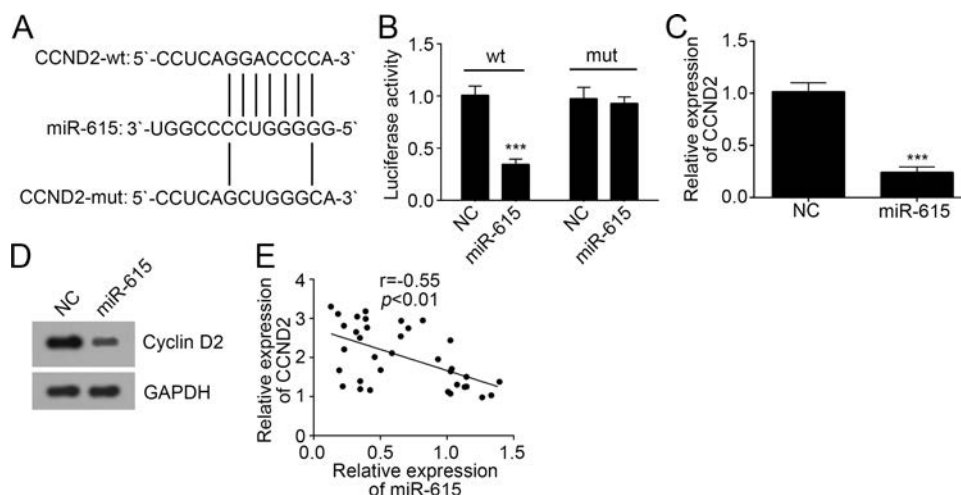 A
CCND2-wt: 5`-CCUCAGGACCCCA-3`
miR-615: 3`-UGGCCCCUGGGGG-5`
CCND2-mut: 5`-CCUCAGCUGGGCA-3`
B
Luciferase activity
1.5
1.0
0.5
0.0
wt
mut
***
NC
miR-615
NC
miR-615
C
Relative expression
of CCND2
1.5
1.0
0.5
0.0
***
NC
miR-615
D
NC
miR-615
Cyclin D2
GAPDH
E
r=-0.55
p<0.01
Relative expression
of CCND2
4
3
2
1
0
0.0
0.5
1.0
1.5
Relative expression
of miR-615